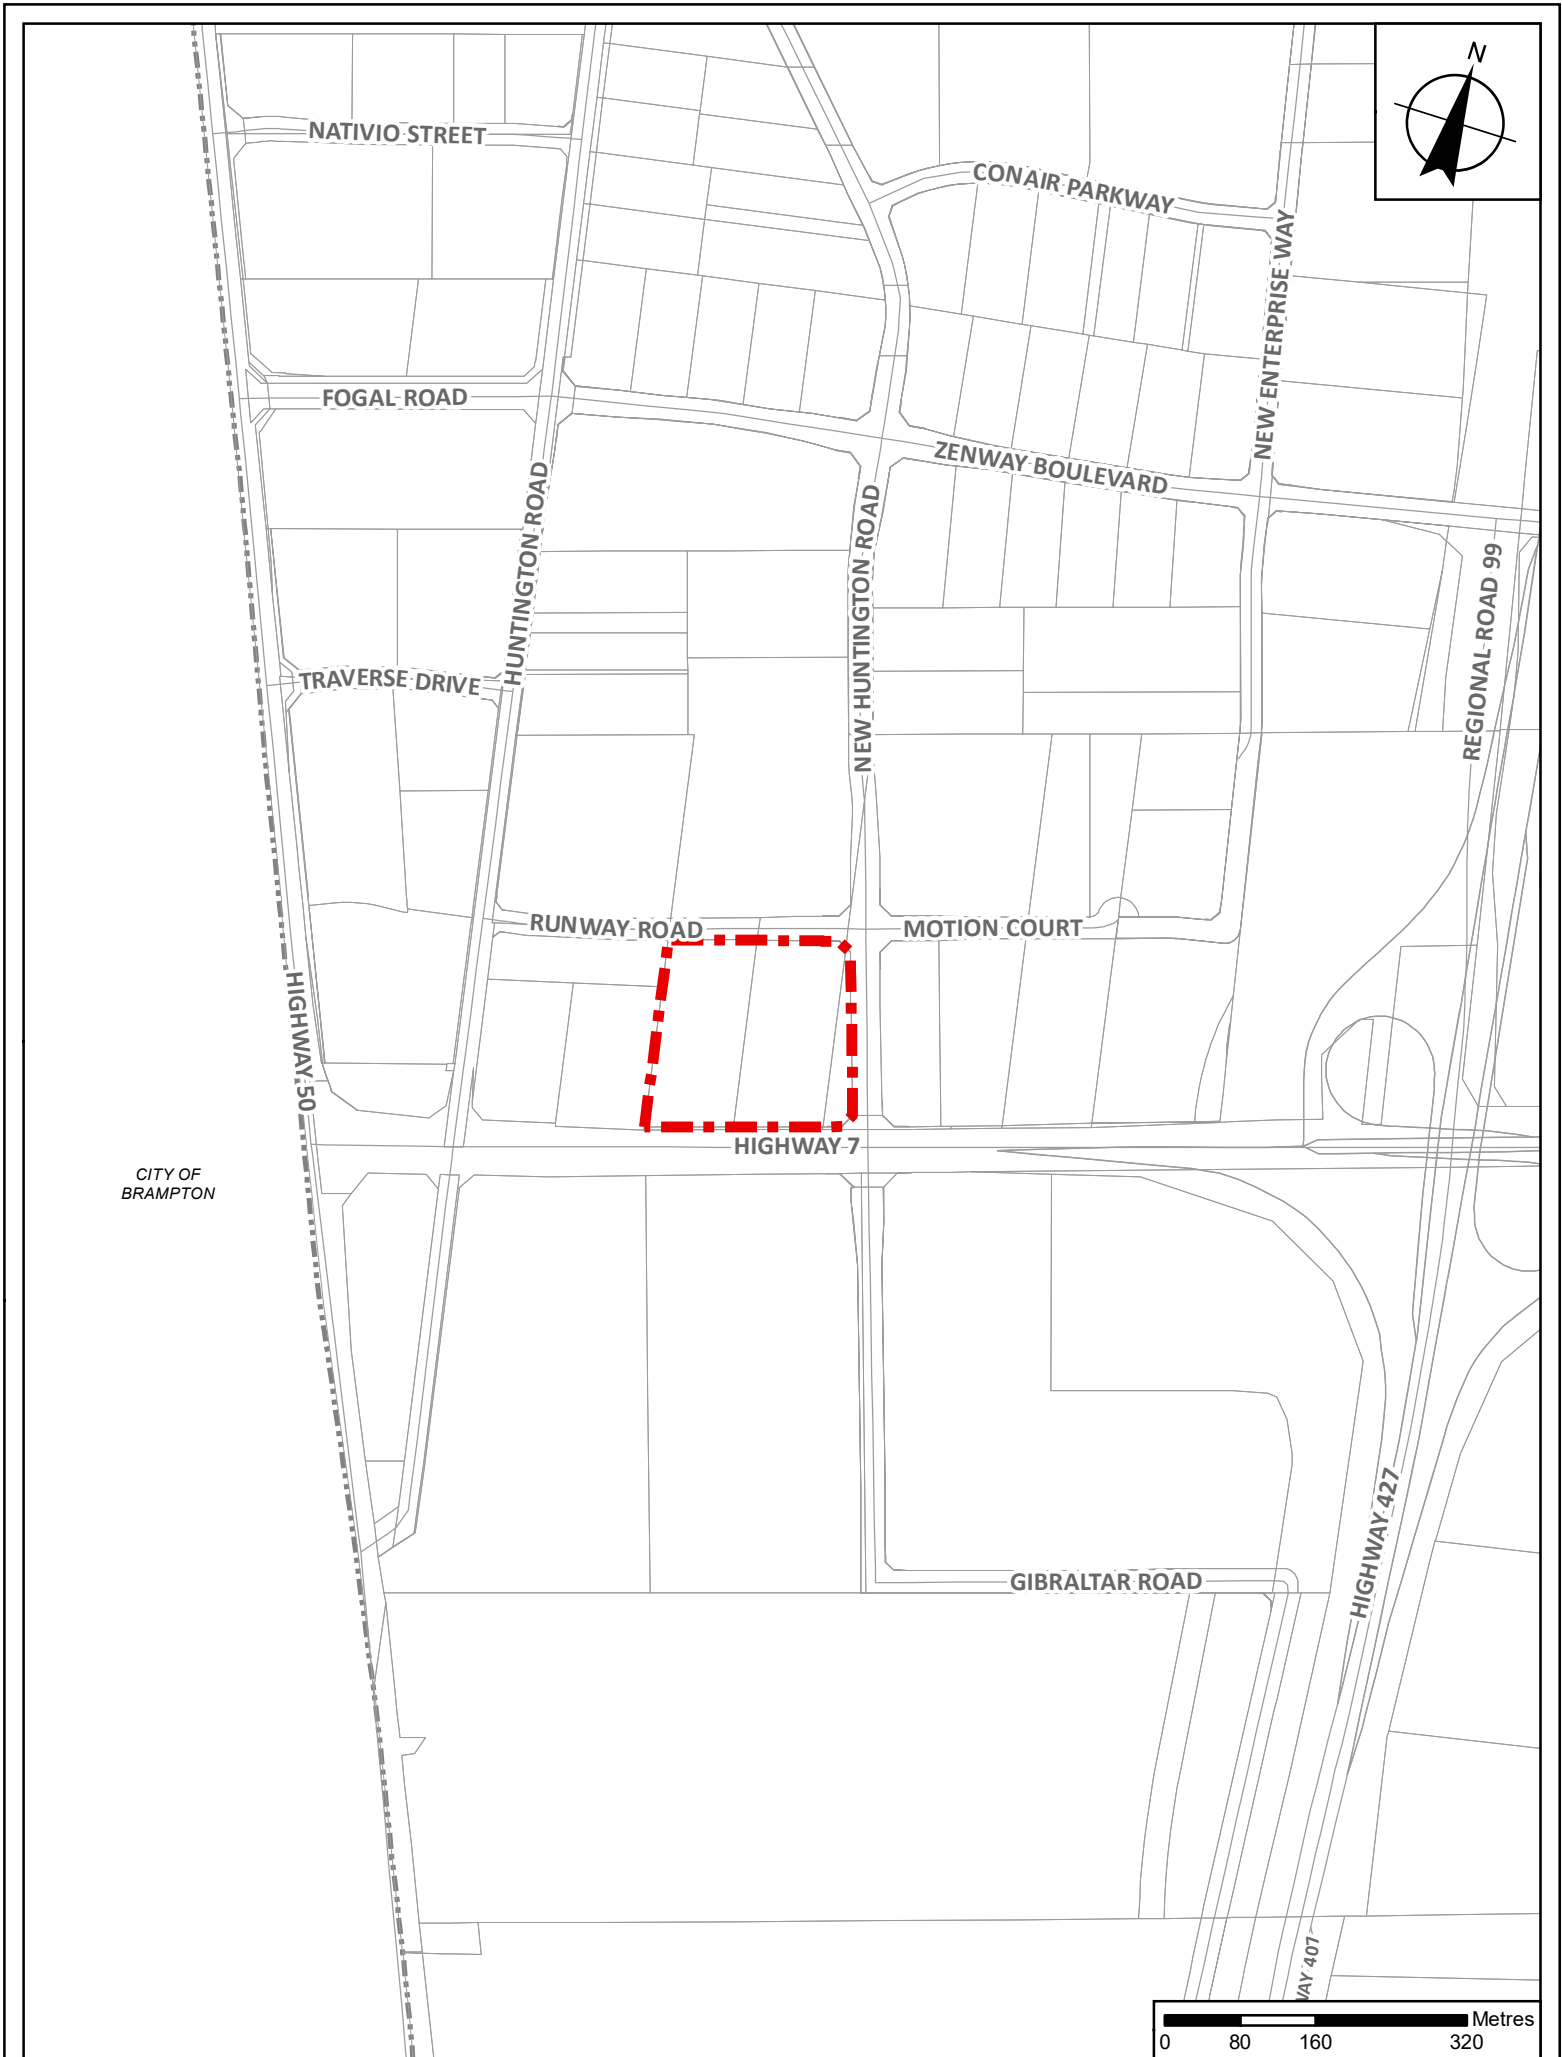 N
NATIVIO STREET
CONAIR PARKWAY
NEW ENTERPRISE WAY
FOGAL ROAD
ZENWAY BOULEVARD
HUNTINGTON ROAD
NEW HUNTINGTON ROAD
REGIONAL ROAD 99
TRAVERSE DRIVE
RUNWAY ROAD
MOTION COURT
HIGHWAY 50
HIGHWAY 7
CITY OF
BRAMPTON
HIGHWAY 427
GIBRALTAR ROAD
WAY 407
Metres
0 80 160 320